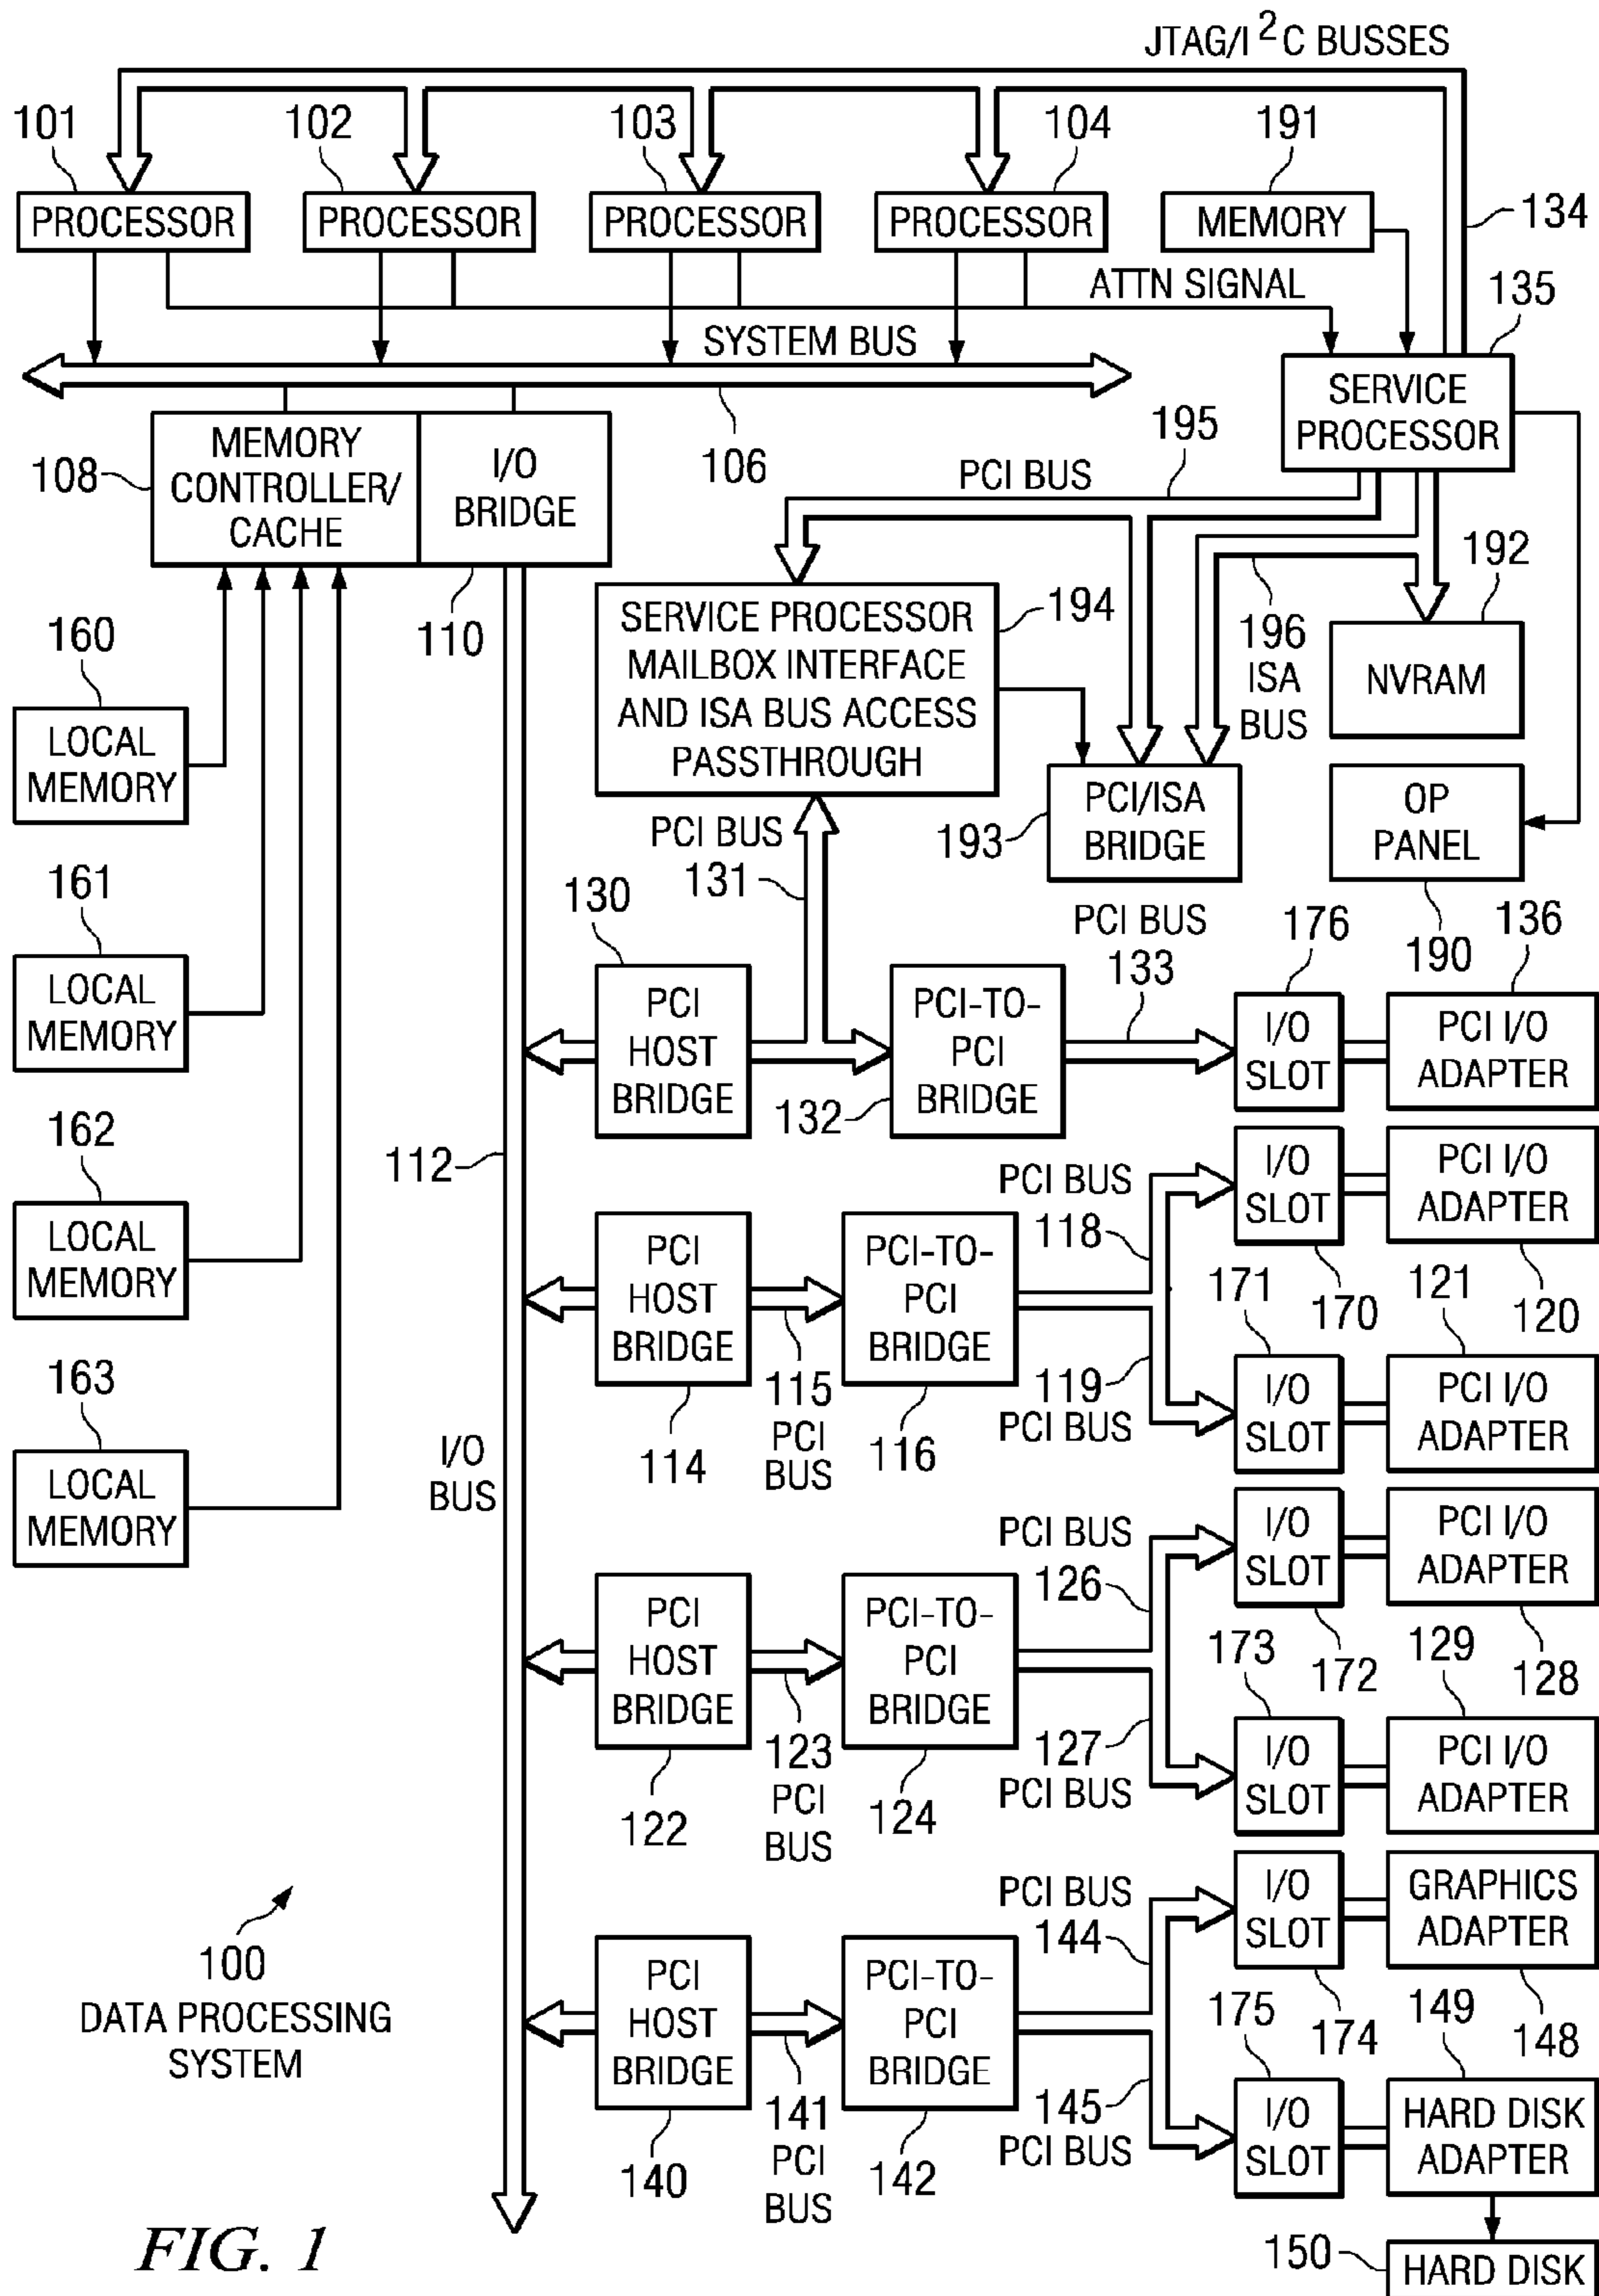 JTAG/I 2C BUSSES
101
102
103
104
191
PROCESSOR
PROCESSOR
PROCESSOR
PROCESSOR
MEMORY
134
ATTN SIGNAL
135
SYSTEM BUS
SERVICE
PROCESSOR
108
MEMORY
CONTROLLER/
CACHE
I/O
BRIDGE
106
195
PCI BUS
110
192
SERVICE PROCESSOR
MAILBOX INTERFACE
AND ISA BUS ACCESS
PASSTHROUGH
194
196
ISA
BUS
NVRAM
160
LOCAL
MEMORY
PCI BUS
131
193
PCI/ISA
BRIDGE
OP
PANEL
190
161
LOCAL
MEMORY
130
PCI
HOST
BRIDGE
PCI-TO-
PCI
BRIDGE
132
PCI BUS
133
176
I/O
SLOT
136
PCI I/O
ADAPTER
162
LOCAL
MEMORY
112
PCI
HOST
BRIDGE
114
115
PCI
BUS
PCI-TO-
PCI
BRIDGE
116
PCI BUS
118
I/O
SLOT
170
PCI I/O
ADAPTER
120
119
PCI BUS
171
I/O
SLOT
121
PCI I/O
ADAPTER
163
LOCAL
MEMORY
I/O
BUS
PCI
HOST
BRIDGE
122
123
PCI
BUS
PCI-TO-
PCI
BRIDGE
124
PCI BUS
126
I/O
SLOT
172
PCI I/O
ADAPTER
128
127
PCI BUS
173
I/O
SLOT
129
PCI I/O
ADAPTER
100
DATA PROCESSING
SYSTEM
PCI
HOST
BRIDGE
140
141
PCI
BUS
PCI-TO-
PCI
BRIDGE
142
PCI BUS
144
I/O
SLOT
174
GRAPHICS
ADAPTER
148
145
PCI BUS
175
I/O
SLOT
149
HARD DISK
ADAPTER
150
HARD DISK
FIG. 1